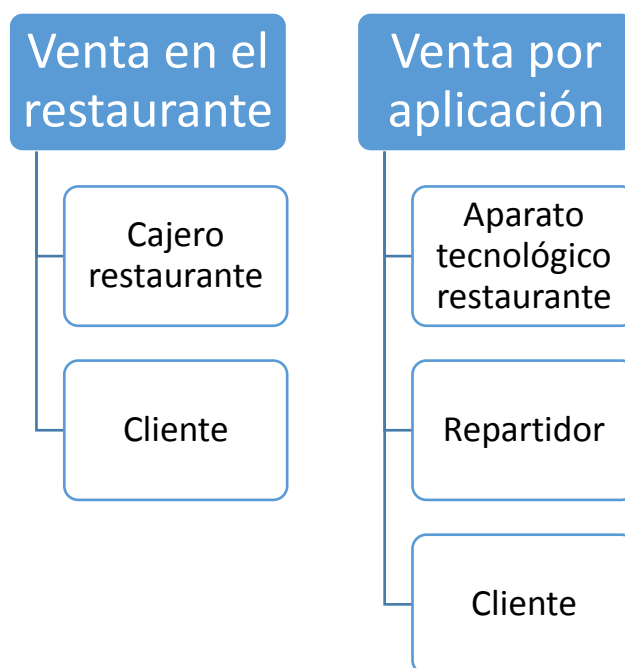 Venta en el
restaurante
Cajero
restaurante
Cliente
Venta por
aplicación
Aparato
tecnológico
restaurante
Repartidor
Cliente